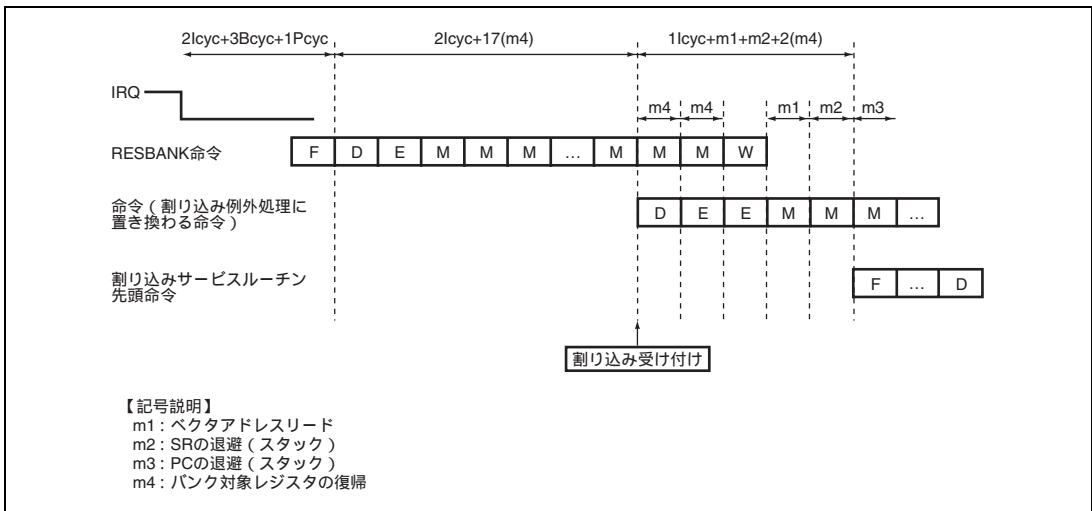 2Icyc+3Bcyc+1Pcyc 2Icyc+17(m4) 1Icyc+m1+m2+2(m4)
IRQ
m4 m4 m1 m2 m3
RESBANK命令 F D E M M M … M M M W
命令（割り込み例外処理に
置き換わる命令） D E E M M M …
割り込みサービスルーチン
先頭命令 F … D
割り込み受け付け
【記号説明】
m1：ベクタアドレスリード
m2：SRの退避（スタック）
m3：PCの退避（スタック）
m4：バンク対象レジスタの復帰